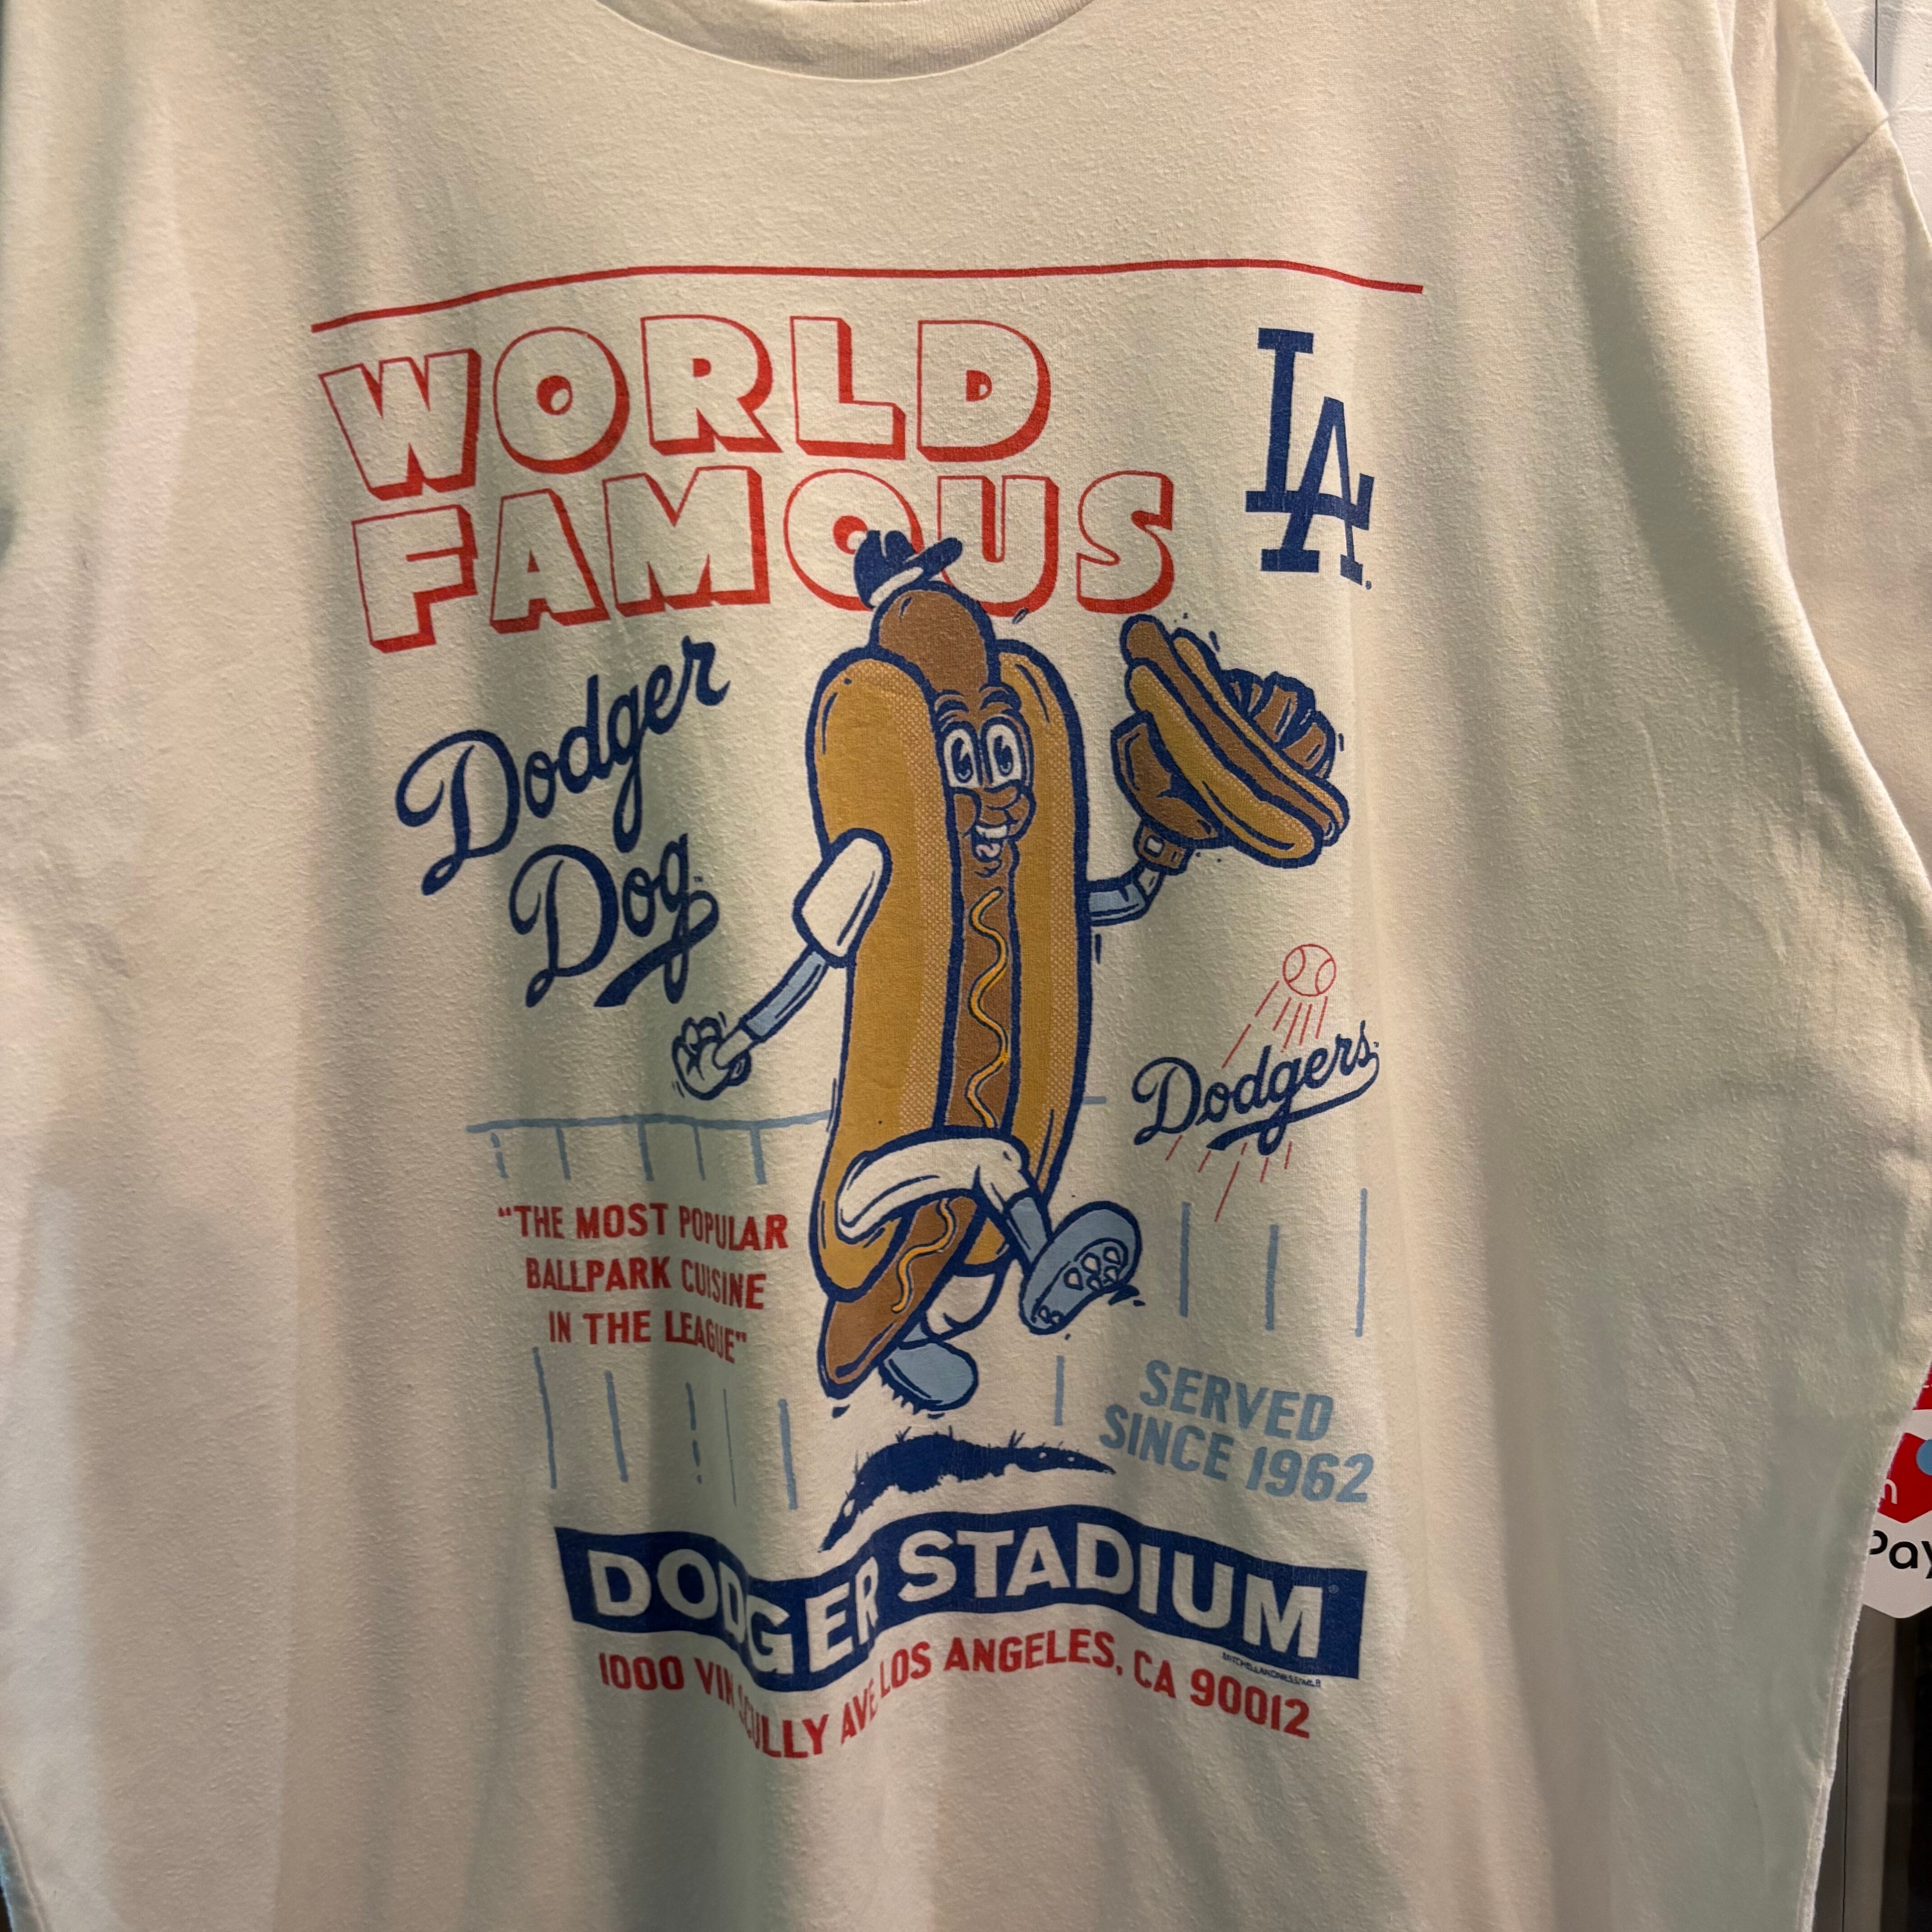 WORLD
FAMOUS
LA
Dodger
Dog
Dodgers
"THE MOST POPULAR
BALLPARK CUISINE
IN THE LEAGUE"
SERVED
SINCE 1962
DODGER STADIUM
1000 VIN SCULLY AVE LOS ANGELES, CA 90012
Pay